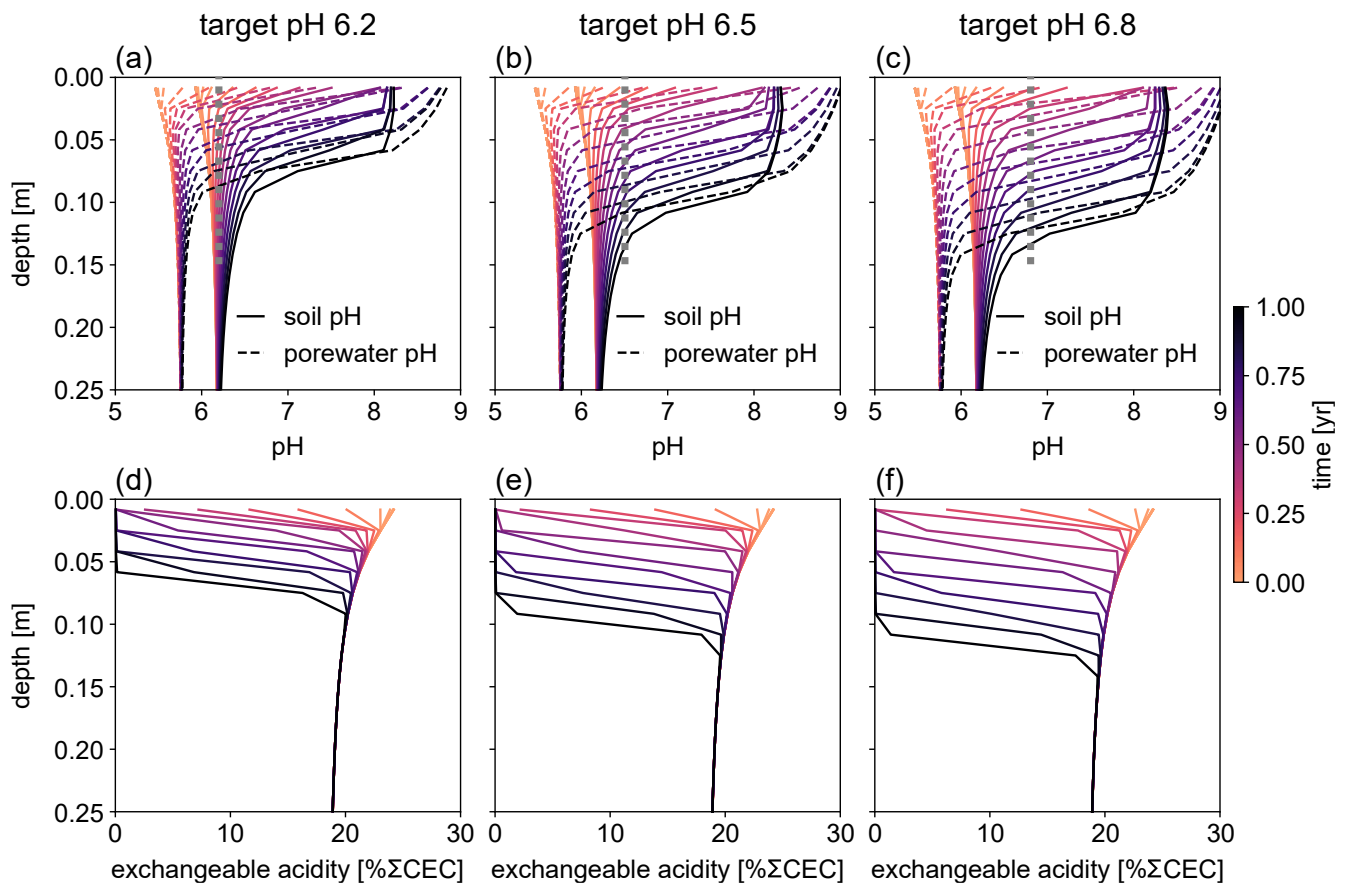 target pH 6.2
target pH 6.5
target pH 6.8
(a)
(b)
(c)
0.00
0.05
0.10
0.15
0.20
0.25
depth [m]
soil pH
porewater pH
soil pH
porewater pH
soil pH
porewater pH
5 6 7 8 9
5 6 7 8 9
5 6 7 8 9
pH
pH
pH
1.00
0.75
0.50
0.25
0.00
time [yr]
(d)
(e)
(f)
0.00
0.05
0.10
0.15
0.20
0.25
depth [m]
0 10 20 30
0 10 20 30
0 10 20 30
exchangeable acidity [%ΣCEC]
exchangeable acidity [%ΣCEC]
exchangeable acidity [%ΣCEC]